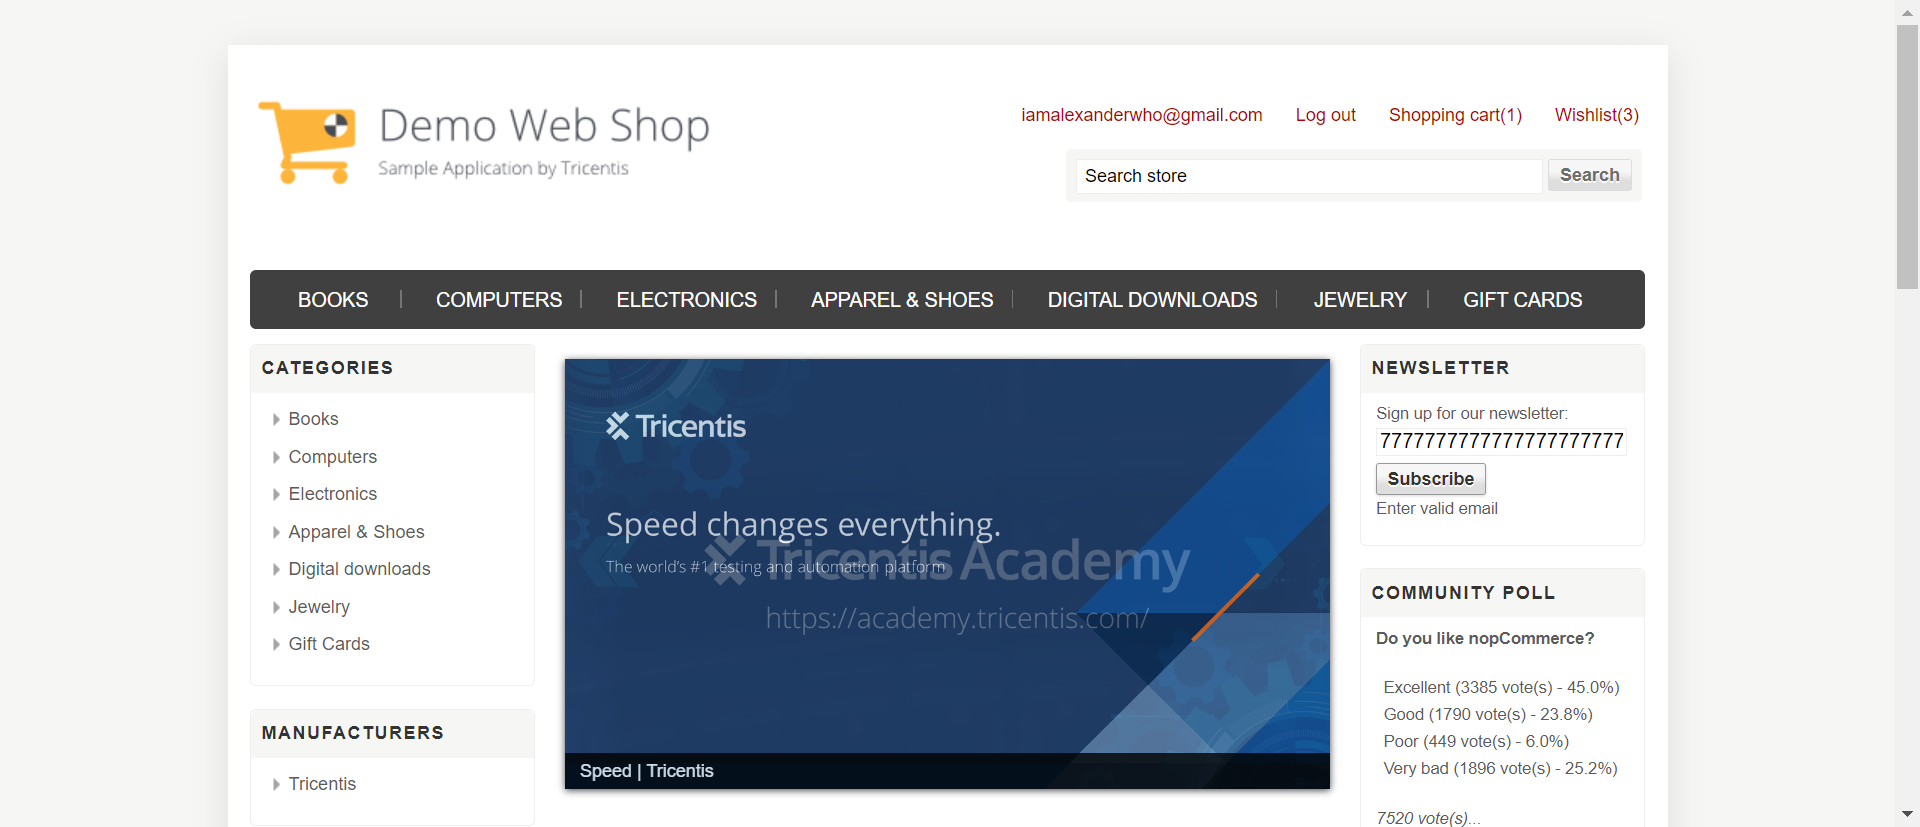 Demo Web Shop
Sample Application by Tricentis
iamalexanderwho@gmail.com Log out Shopping cart(1) Wishlist(3)
Search store Search
BOOKS COMPUTERS ELECTRONICS APPAREL & SHOES DIGITAL DOWNLOADS JEWELRY GIFT CARDS
CATEGORIES
Books
Computers
Electronics
Apparel & Shoes
Digital downloads
Jewelry
Gift Cards
MANUFACTURERS
Tricentis
Tricentis
Speed changes everything.
The world's #1 testing and automation platform
Tricentis Academy
https://academy.tricentis.com/
Speed | Tricentis
NEWSLETTER
Sign up for our newsletter:
7777777777777777777777
Subscribe
Enter valid email
COMMUNITY POLL
Do you like nopCommerce?
Excellent (3385 vote(s) - 45.0%)
Good (1790 vote(s) - 23.8%)
Poor (449 vote(s) - 6.0%)
Very bad (1896 vote(s) - 25.2%)
7520 vote(s)...